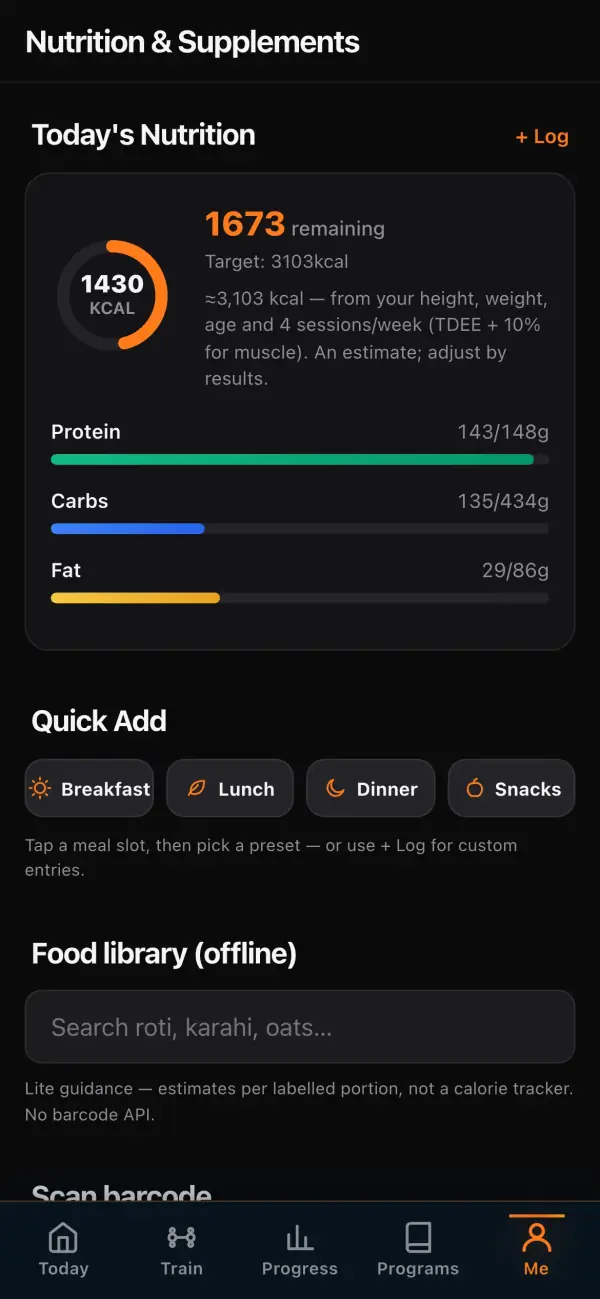 Nutrition & Supplements
Today's Nutrition
+ Log
1430
KCAL
1673 remaining
Target: 3103kcal
≈3,103 kcal — from your height, weight,
age and 4 sessions/week (TDEE + 10%
for muscle). An estimate; adjust by
results.
Protein 143/148g
Carbs 135/434g
Fat 29/86g
Quick Add
Breakfast Lunch Dinner Snacks
Tap a meal slot, then pick a preset — or use + Log for custom
entries.
Food library (offline)
Search roti, karahi, oats...
Lite guidance — estimates per labelled portion, not a calorie tracker.
No barcode API.
Scan barcode
Today Train Progress Programs Me